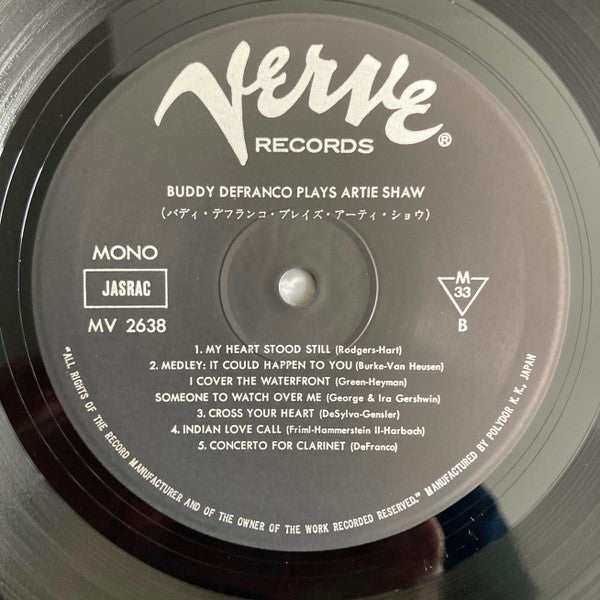 Verve®
RECORDS
BUDDY DEFRANCO PLAYS ARTIE SHAW
(バディ・デフランコ・プレイズ・アーティ・ショウ)
MONO
JASRAC
MV 2638
M
33
B
1. MY HEART STOOD STILL (Rodgers-Hart)
2. MEDLEY: IT COULD HAPPEN TO YOU (Burke-Van Heusen)
I COVER THE WATERFRONT (Green-Heyman)
SOMEONE TO WATCH OVER ME (George & Ira Gershwin)
3. CROSS YOUR HEART (DeSylva-Gensler)
4. INDIAN LOVE CALL (Friml-Hammerstein II-Harbach)
5. CONCERTO FOR CLARINET (DeFranco)
"ALL RIGHTS OF THE RECORD MANUFACTURER AND OF THE OWNER OF THE WORK RECORDED RESERVED." MANUFACTURED BY POLYDOR K. K., JAPAN